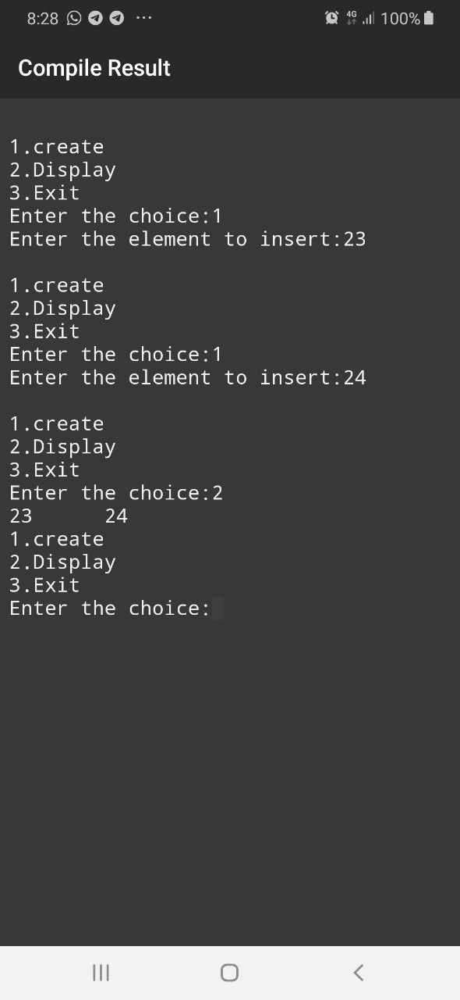 8:28 ... 4G 100%
Compile Result
1.create
2.Display
3.Exit
Enter the choice:1
Enter the element to insert:23
1.create
2.Display
3.Exit
Enter the choice:1
Enter the element to insert:24
1.create
2.Display
3.Exit
Enter the choice:2
23      24
1.create
2.Display
3.Exit
Enter the choice: